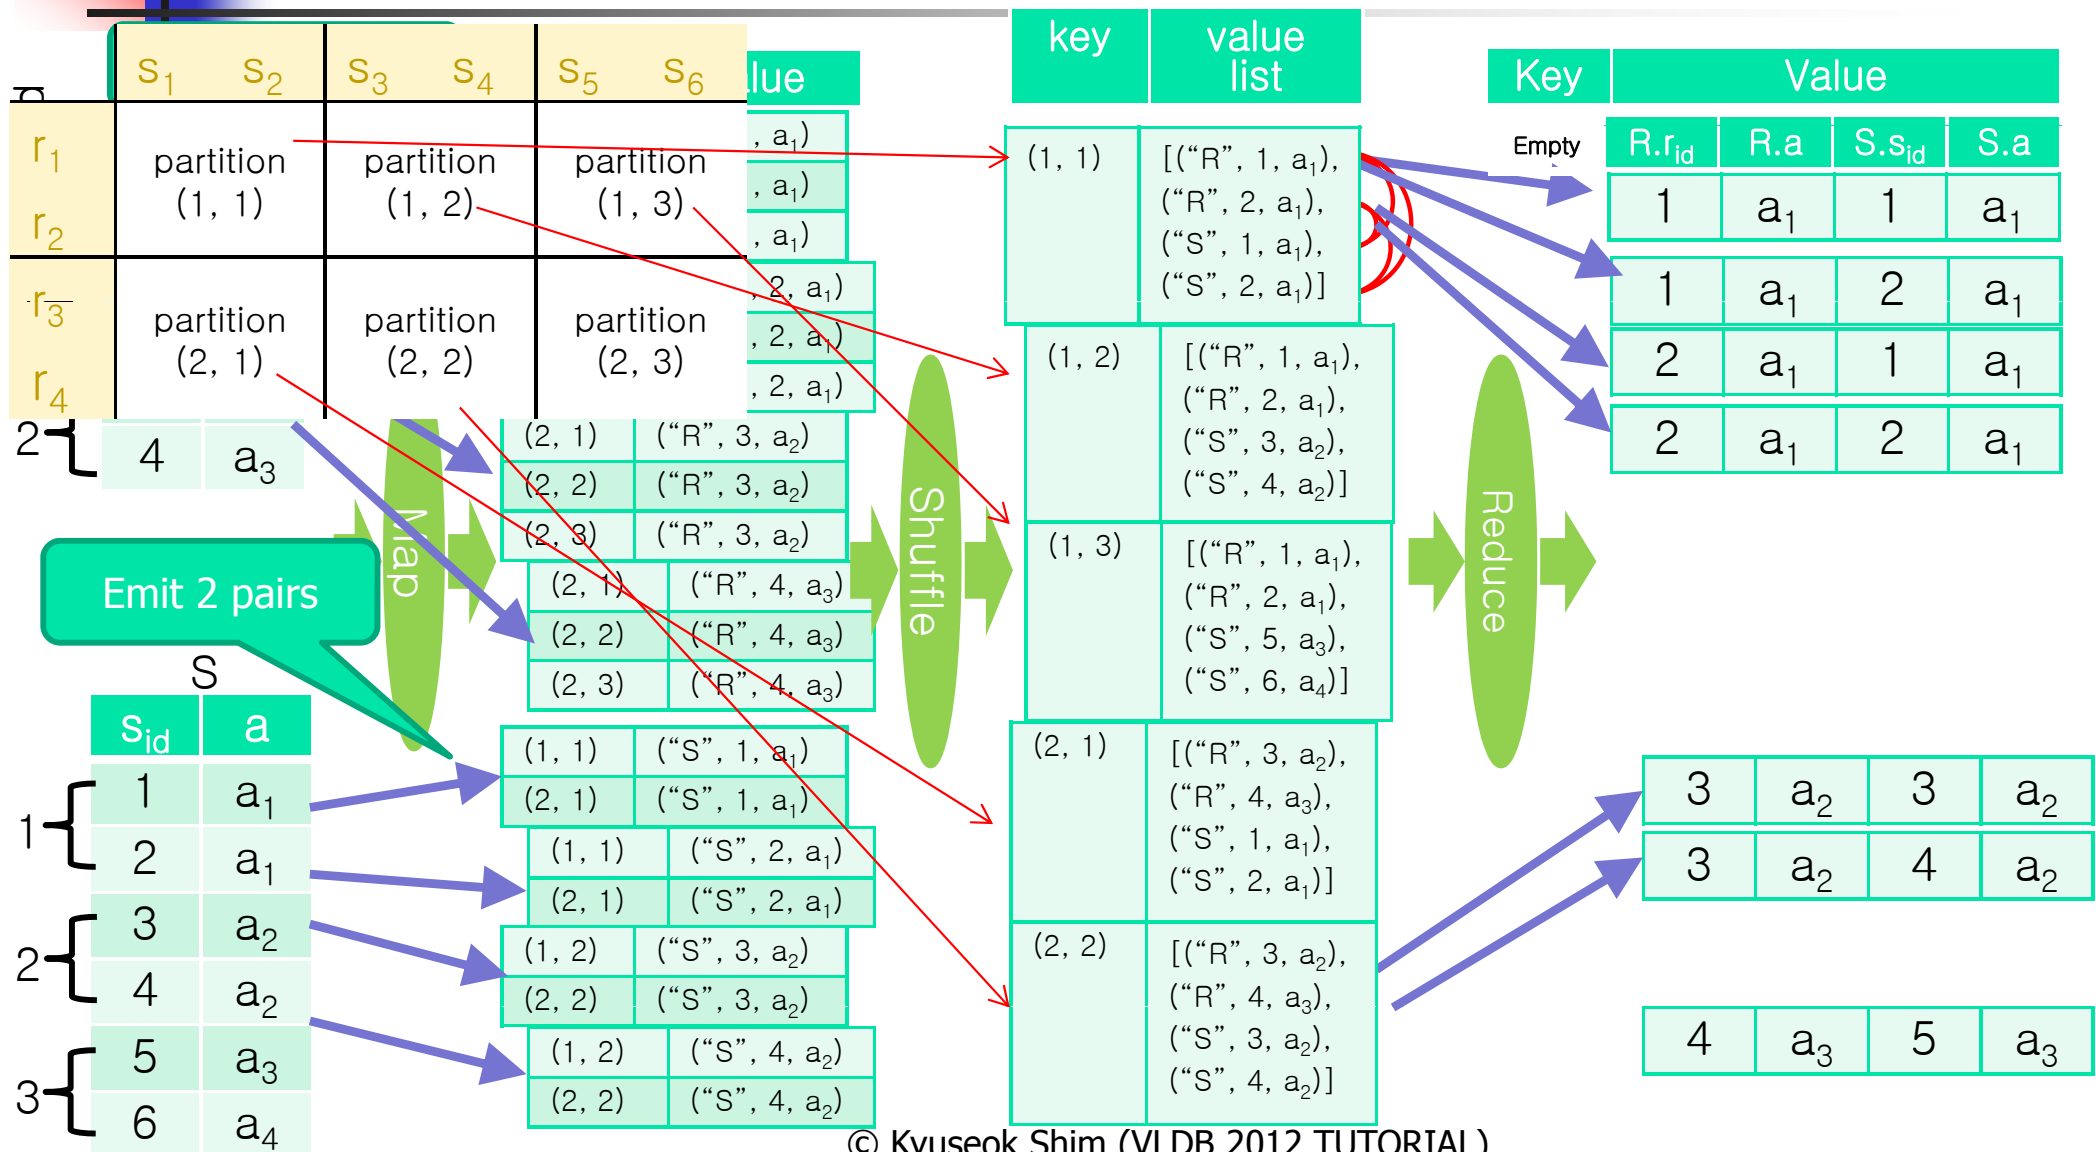 s1 s2 s3 s4 s5 s6
r1
r2
r3
r4
partition (1, 1)
partition (1, 2)
partition (1, 3)
partition (2, 1)
partition (2, 2)
partition (2, 3)
, a1)
, a1)
, a1)
, 2, a1)
, 2, a1)
, 2, a1)
2
4 a3
(2, 1) (“R”, 3, a2)
(2, 2) (“R”, 3, a2)
(2, 3) (“R”, 3, a2)
(2, 1) (“R”, 4, a3)
(2, 2) (“R”, 4, a3)
(2, 3) (“R”, 4, a3)
Map
Emit 2 pairs
S
sid a
1
1 a1
2 a1
2
3 a2
4 a2
3
5 a3
6 a4
(1, 1) (“S”, 1, a1)
(2, 1) (“S”, 1, a1)
(1, 1) (“S”, 2, a1)
(2, 1) (“S”, 2, a1)
(1, 2) (“S”, 3, a2)
(2, 2) (“S”, 3, a2)
(1, 2) (“S”, 4, a2)
(2, 2) (“S”, 4, a2)
Shuffle
key value list
(1, 1) [(“R”, 1, a1),
(“R”, 2, a1),
(“S”, 1, a1),
(“S”, 2, a1)]
(1, 2) [(“R”, 1, a1),
(“R”, 2, a1),
(“S”, 3, a2),
(“S”, 4, a2)]
(1, 3) [(“R”, 1, a1),
(“R”, 2, a1),
(“S”, 5, a3),
(“S”, 6, a4)]
(2, 1) [(“R”, 3, a2),
(“R”, 4, a3),
(“S”, 1, a1),
(“S”, 2, a1)]
(2, 2) [(“R”, 3, a2),
(“R”, 4, a3),
(“S”, 3, a2),
(“S”, 4, a2)]
Reduce
Key Value
Empty
R.rid R.a S.sid S.a
1 a1 1 a1
1 a1 2 a1
2 a1 1 a1
2 a1 2 a1
3 a2 3 a2
3 a2 4 a2
4 a3 5 a3
© Kyuseok Shim (VLDB 2012 TUTORIAL)